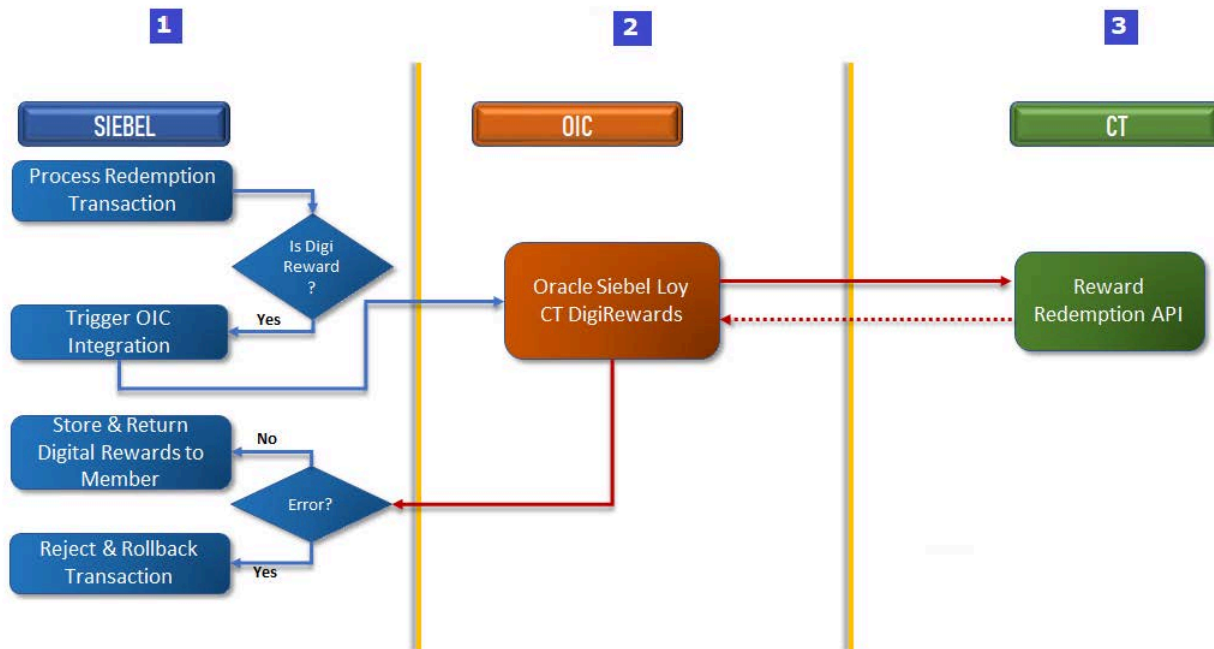 1
2
3
SIEBEL
OIC
CT
Process Redemption
Transaction
Is Digi
Reward
?
Yes
Trigger OIC
Integration
Oracle Siebel Loy
CT DigiRewards
Reward
Redemption API
Store & Return
Digital Rewards to
Member
No
Error?
Reject & Rollback
Transaction
Yes